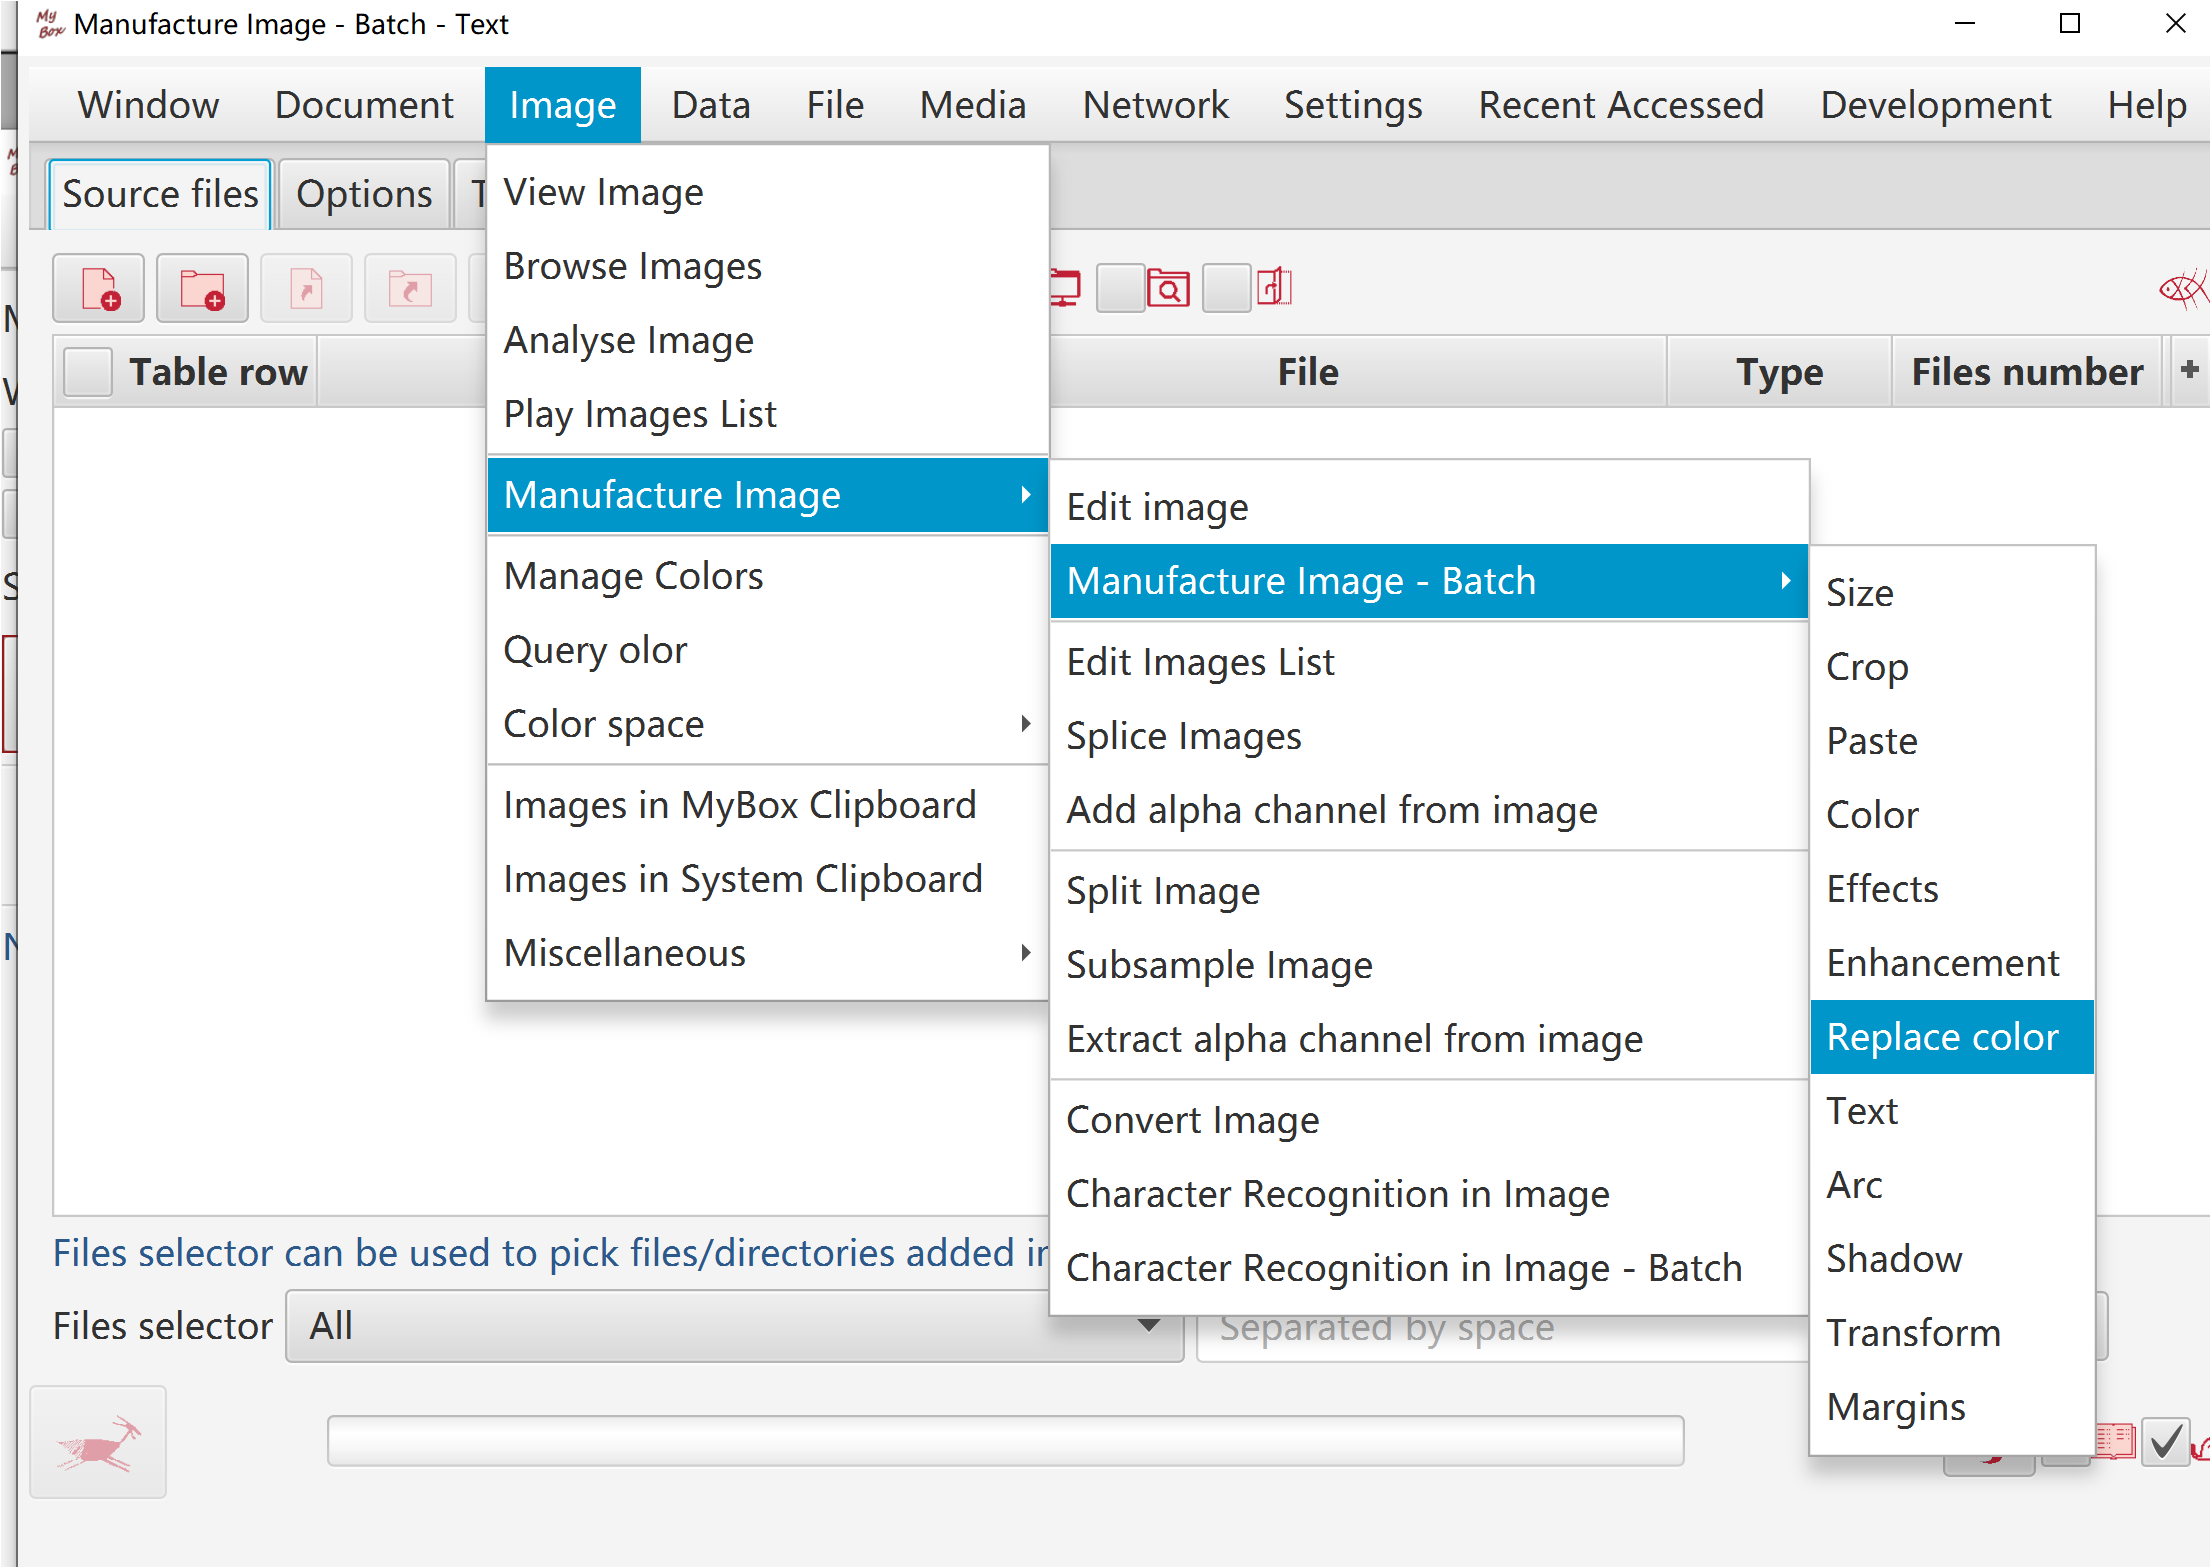 My Box Manufacture Image - Batch - Text
Window Document Image Data File Media Network Settings Recent Accessed Development Help
Source files Options
View Image
Browse Images
Analyse Image
Play Images List
Manufacture Image
Manage Colors
Query olor
Color space
Images in MyBox Clipboard
Images in System Clipboard
Miscellaneous
Table row File Type Files number +
Edit image
Manufacture Image - Batch
Edit Images List
Splice Images
Add alpha channel from image
Split Image
Subsample Image
Extract alpha channel from image
Convert Image
Character Recognition in Image
Character Recognition in Image - Batch
Size
Crop
Paste
Color
Effects
Enhancement
Replace color
Text
Arc
Shadow
Transform
Margins
Files selector can be used to pick files/directories added
Files selector All Separated by space